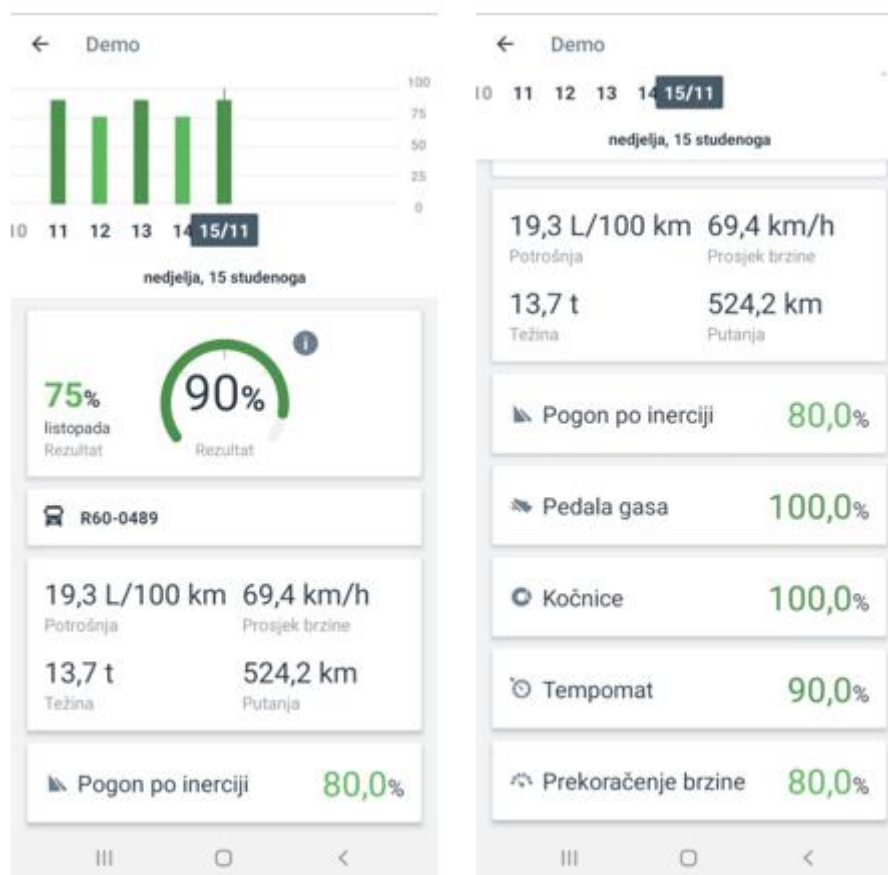 ← Demo
100
75
50
25
0
10 11 12 13 14 15/11
nedjelja, 15 studenoga
75%
listopada
Rezultat
90%
Rezultat
i
R60-0489
19,3 L/100 km 69,4 km/h
Potrošnja Prosjek brzine
13,7 t 524,2 km
Težina Putanja
Pogon po inerciji 80,0%
← Demo
10 11 12 13 14 15/11
nedjelja, 15 studenoga
19,3 L/100 km 69,4 km/h
Potrošnja Prosjek brzine
13,7 t 524,2 km
Težina Putanja
Pogon po inerciji 80,0%
Pedala gasa 100,0%
Kočnice 100,0%
Tempomat 90,0%
Prekoračenje brzine 80,0%